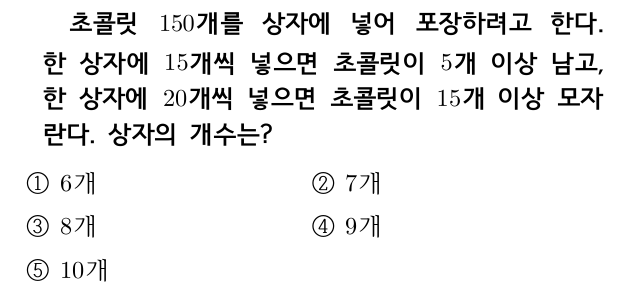 초콜릿 150개를 상자에 넣어 포장하려고 한다.
한 상자에 15개씩 넣으면 초콜릿이 5개 이상 남고,
한 상자에 20개씩 넣으면 초콜릿이 15개 이상 모자
란다. 상자의 개수는?
① 6개 ② 7개
③ 8개 ④ 9개
⑤ 10개